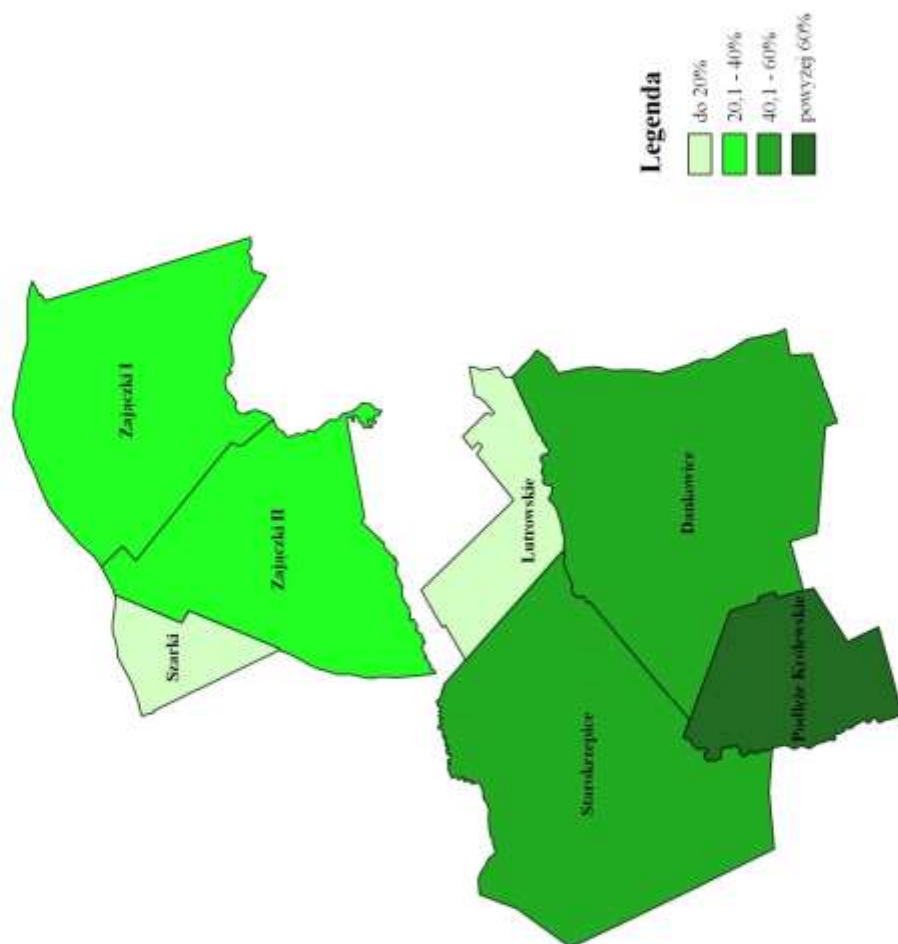 Zajączki I
Szarki
Zajączki II
Lutrowskie
Dankowice
Starokrzepice
Podłęże Królewskie
Legenda
do 20%
20,1 - 40%
40,1 - 60%
powyżej 60%